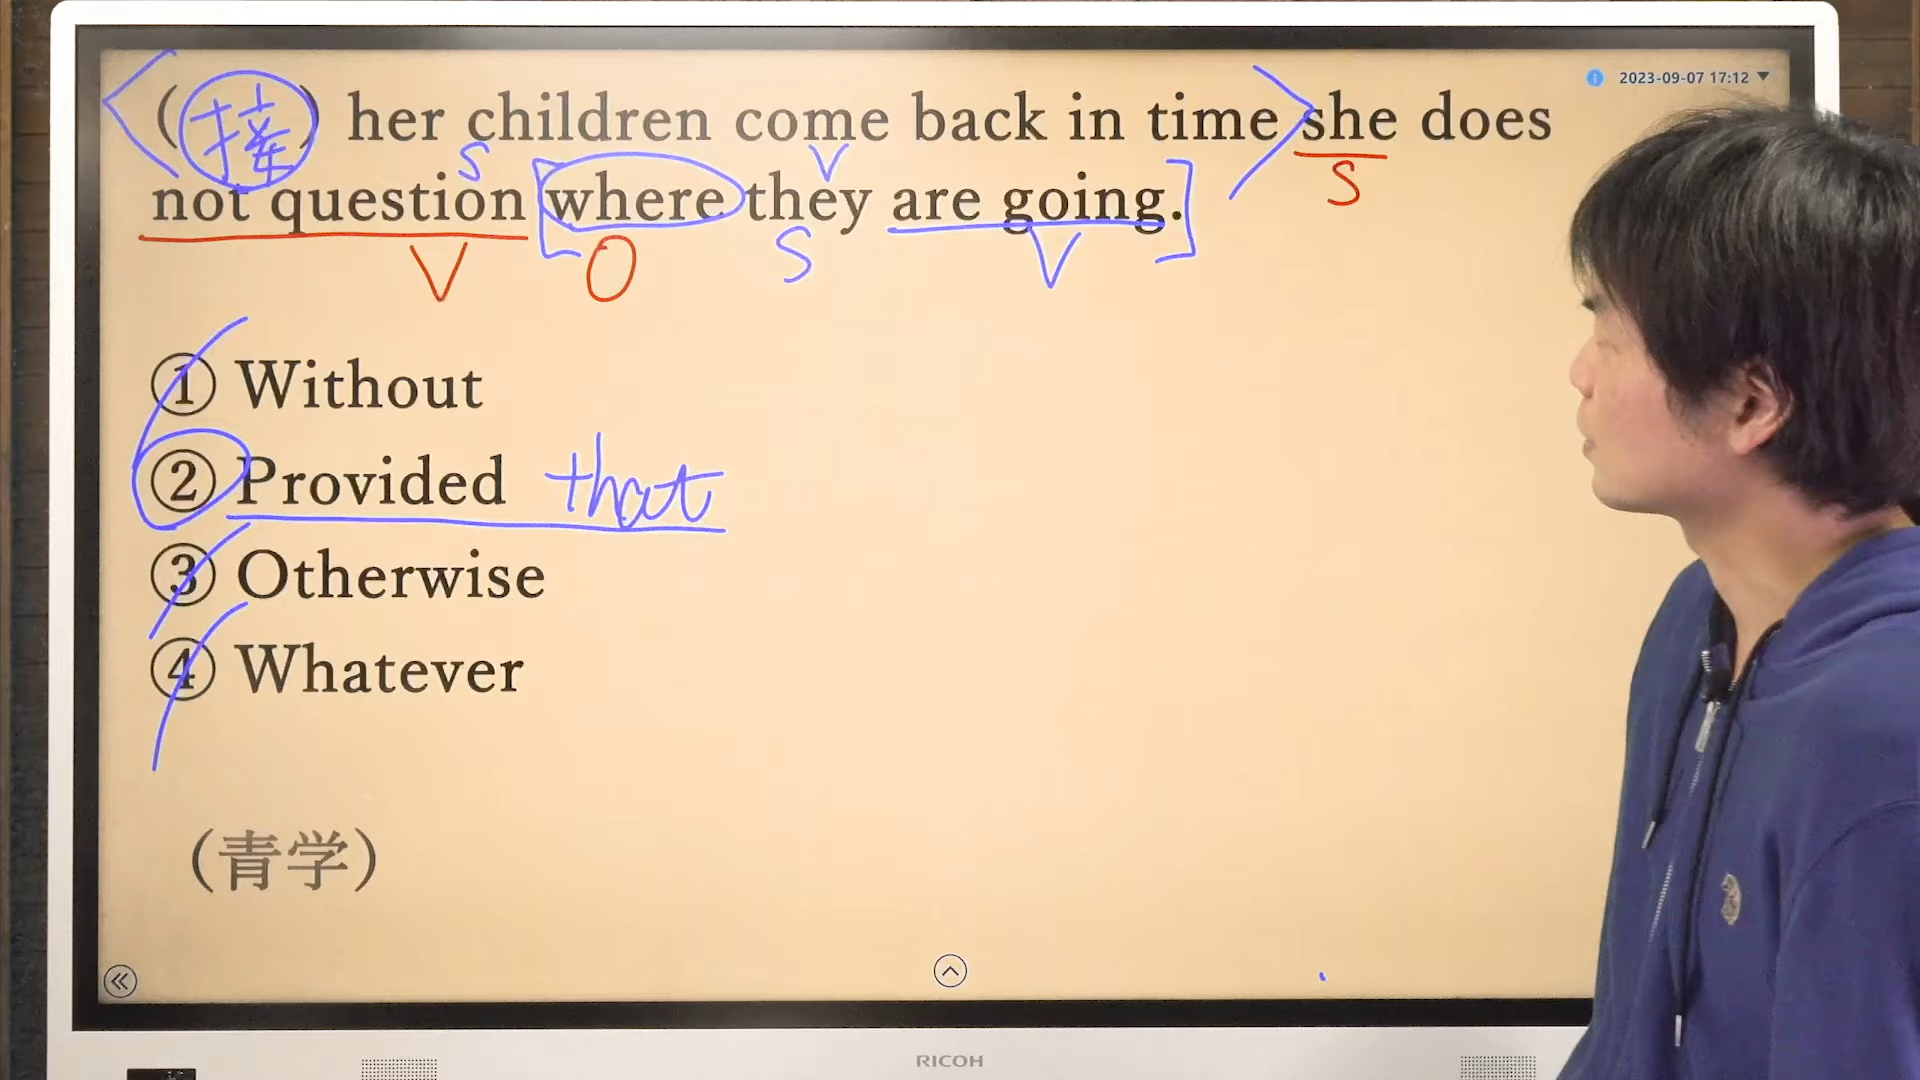 2023-09-07 17:12
(接) her children come back in time she does
S V S
not question where they are going.
V O S V
① Without
② Provided that
③ Otherwise
④ Whatever
(青学)
RICOH